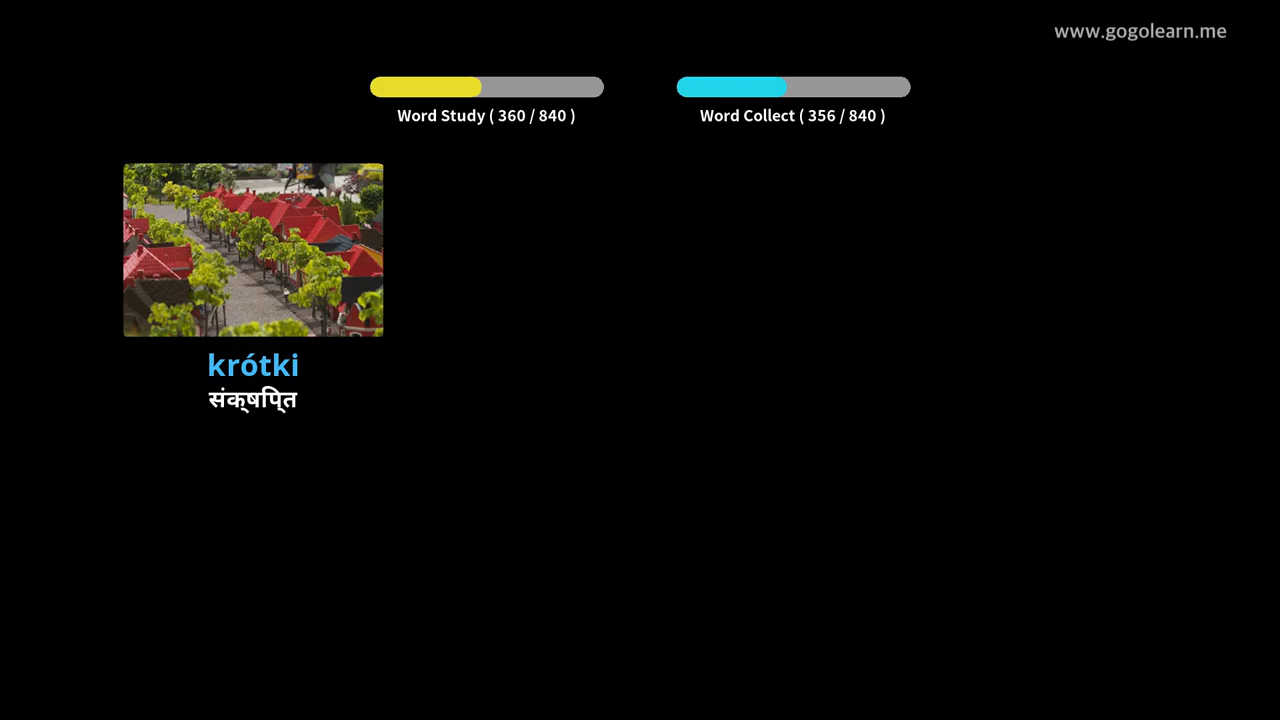 www.gogolearn.me
Word Study ( 360 / 840 )
Word Collect ( 356 / 840 )
krótki
संक्षिप्त